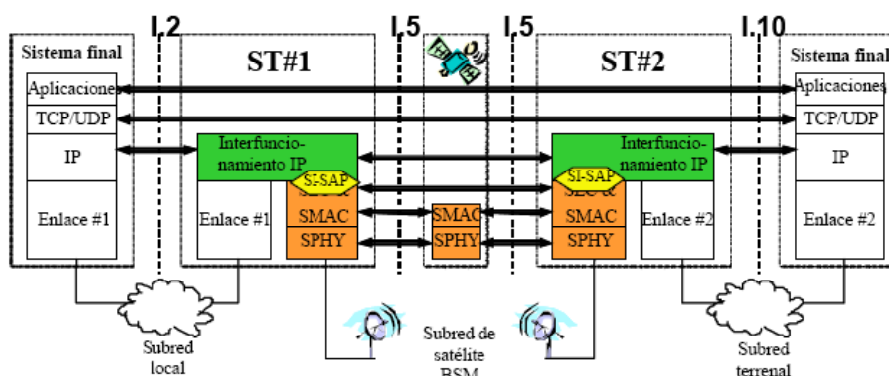 I.2
I.5
I.5
I.10
Sistema final
Aplicaciones
TCP/UDP
IP
Enlace #1
ST#1
Interfuncio-
namiento IP
SI-SAP
Enlace #1
SMAC
SPHY
SMAC
SPHY
ST#2
Interfuncio-
namiento IP
SI-SAP
SMAC
SPHY
Enlace #2
Sistema final
Aplicaciones
TCP/UDP
IP
Enlace #2
Subred
local
Subred de
satélite
BSM
Subred
terrenal